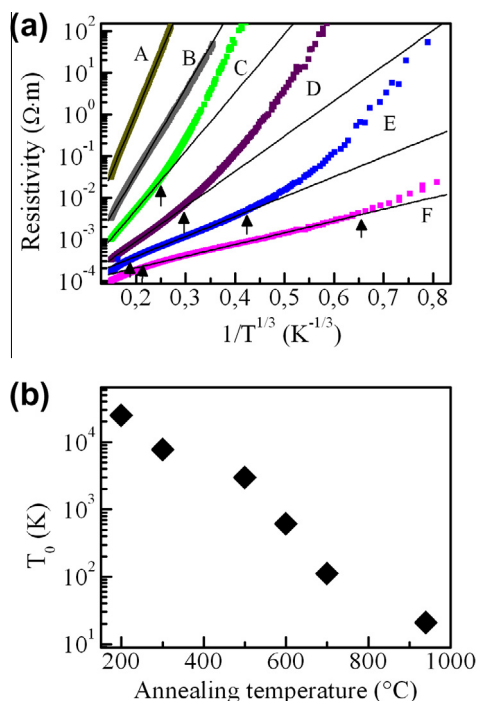 (a)
10²
10¹
10⁰
10⁻¹
10⁻²
10⁻³
10⁻⁴
Resistivity (Ω·m)
A
B
C
D
E
F
0,2 0,3 0,4 0,5 0,6 0,7 0,8
1/T^{1/3} (K^{-1/3})
(b)
10⁴
10³
10²
10¹
T₀ (K)
200 400 600 800 1000
Annealing temperature (°C)